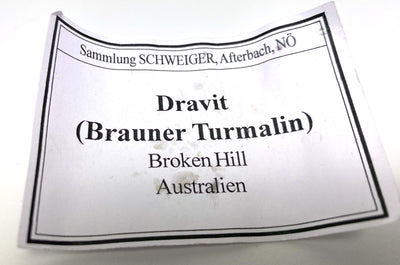 Sammlung SCHWEIGER, Afterbach, NÖ
Dravit
(Brauner Turmalin)
Broken Hill
Australien